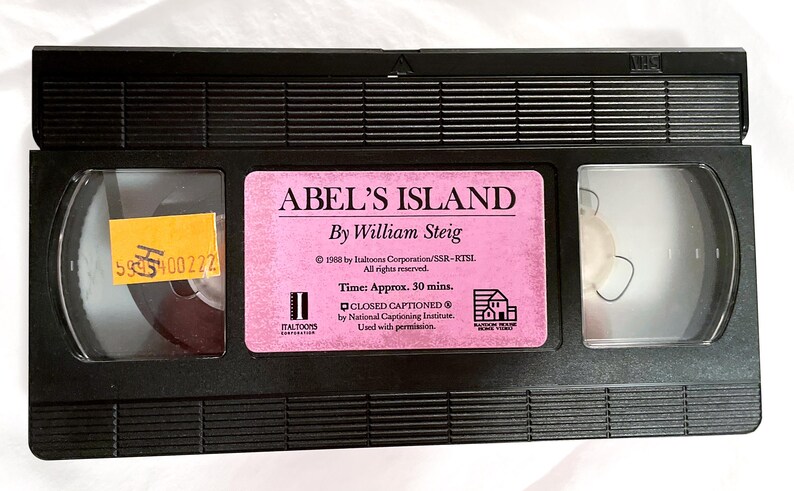 VHS
ABEL'S ISLAND
By William Steig
© 1988 by Italtoons Corporation/SSR-RTSI.
All rights reserved.
Time: Approx. 30 mins.
CLOSED CAPTIONED ®
by National Captioning Institute.
Used with permission.
ITALTOONS
CORPORATION
RANDOM HOUSE
HOME VIDEO